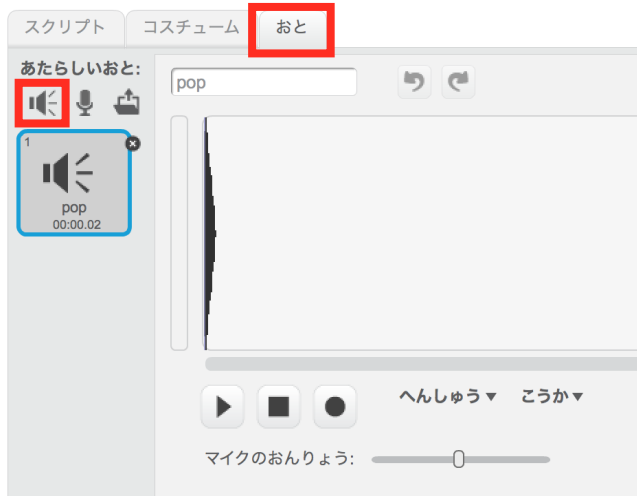 スクリプト コスチューム おと
あたらしいおと:
pop
1
pop
00:00.02
へんしゅう▼ こうか▼
マイクのおんりょう: